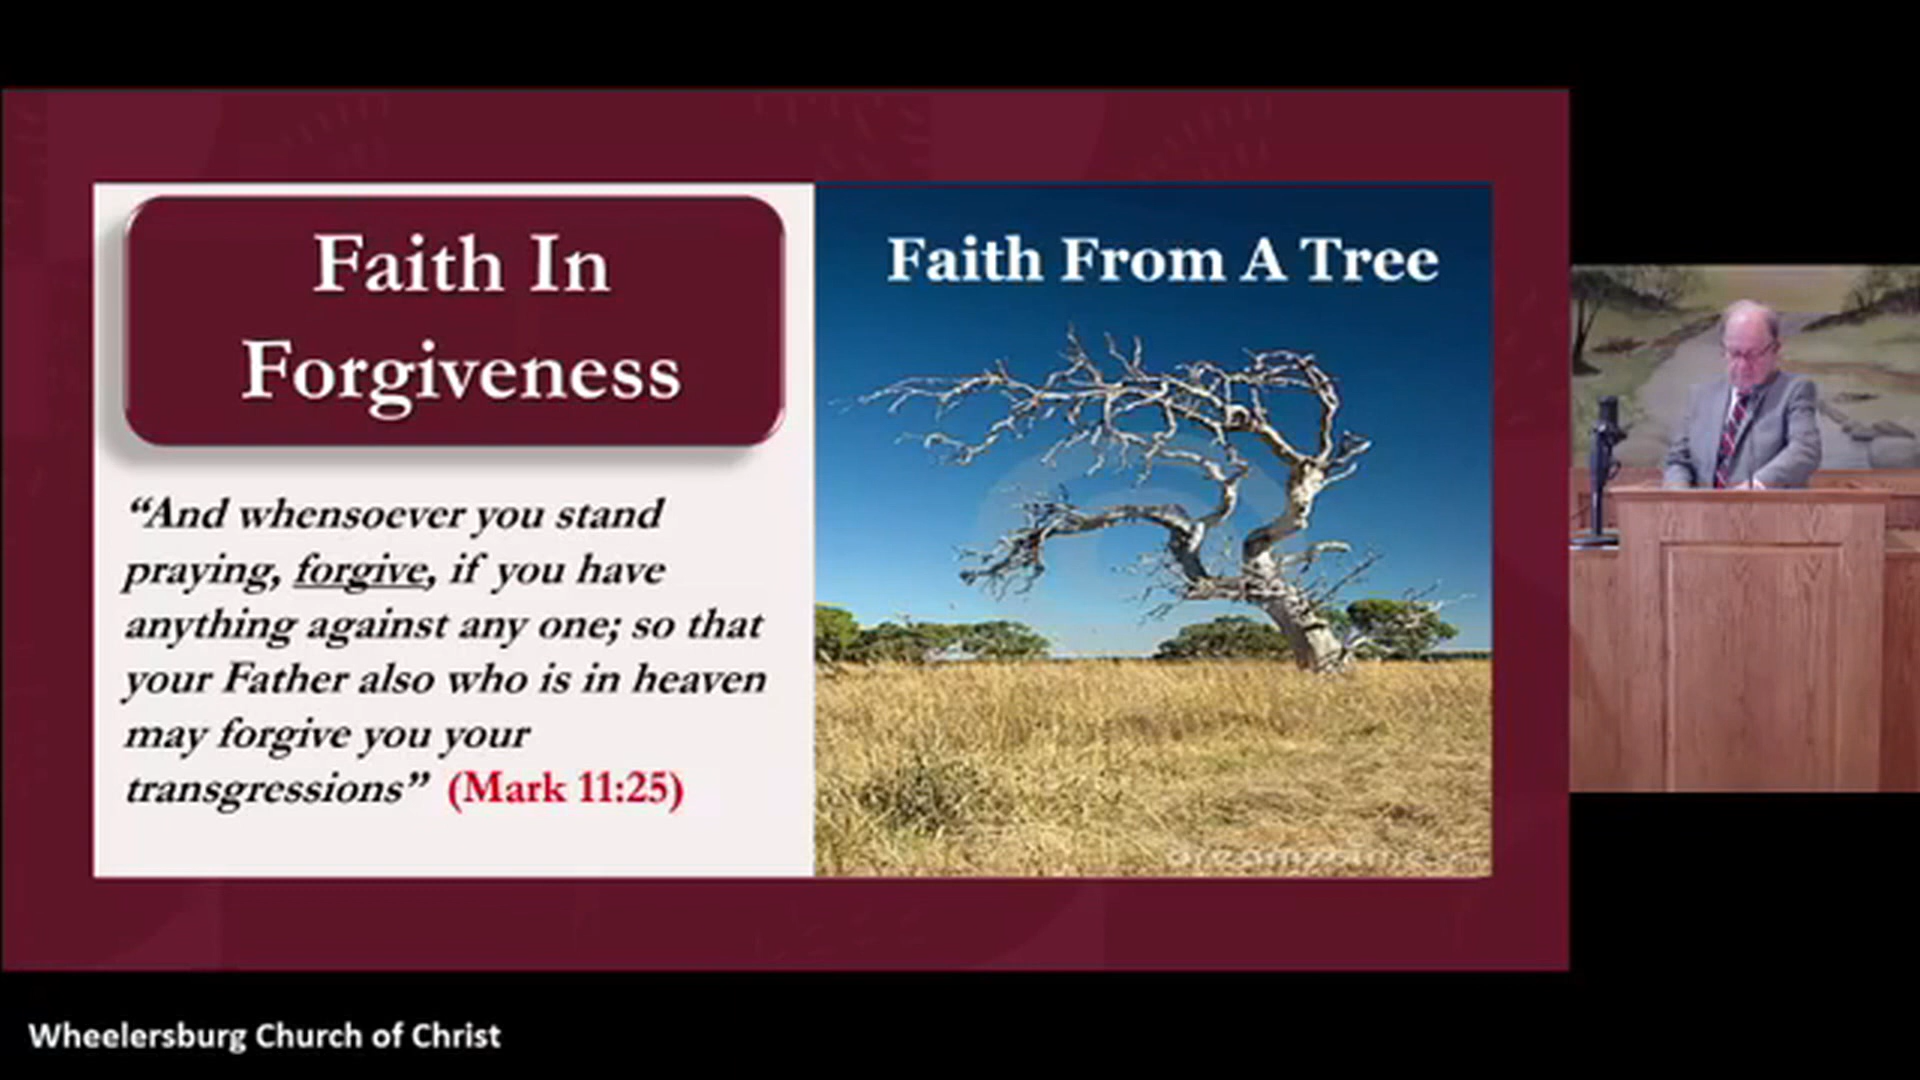 Faith In
Forgiveness
“And whensoever you stand
praying, forgive, if you have
anything against any one; so that
your Father also who is in heaven
may forgive you your
transgressions” (Mark 11:25)
Faith From A Tree
dreamstime
Wheelersburg Church of Christ